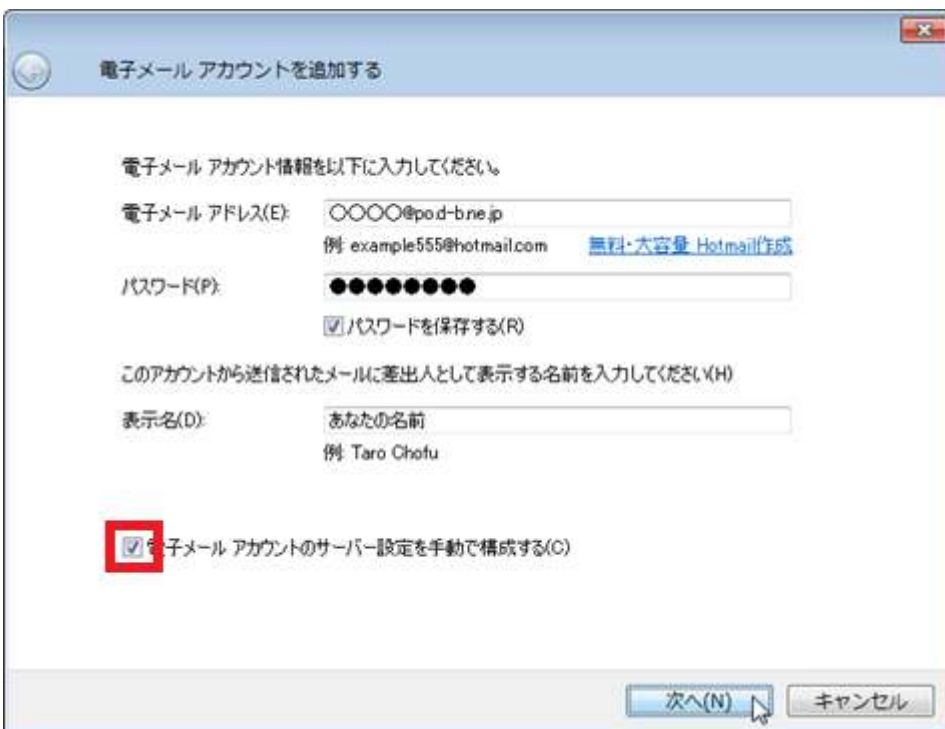 電子メール アカウントを追加する
電子メール アカウント情報を以下に入力してください。
電子メール アドレス(E): 〇〇〇〇@po.d-b.ne.jp
例: example555@hotmail.com 無料・大容量 Hotmail作成
パスワード(P): ●●●●●●●●
パスワードを保存する(R)
このアカウントから送信されたメールに差出人として表示する名前を入力してください(H)
表示名(D): あなたの名前
例: Taro Chofu
電子メール アカウントのサーバー設定を手動で構成する(C)
次へ(N) キャンセル